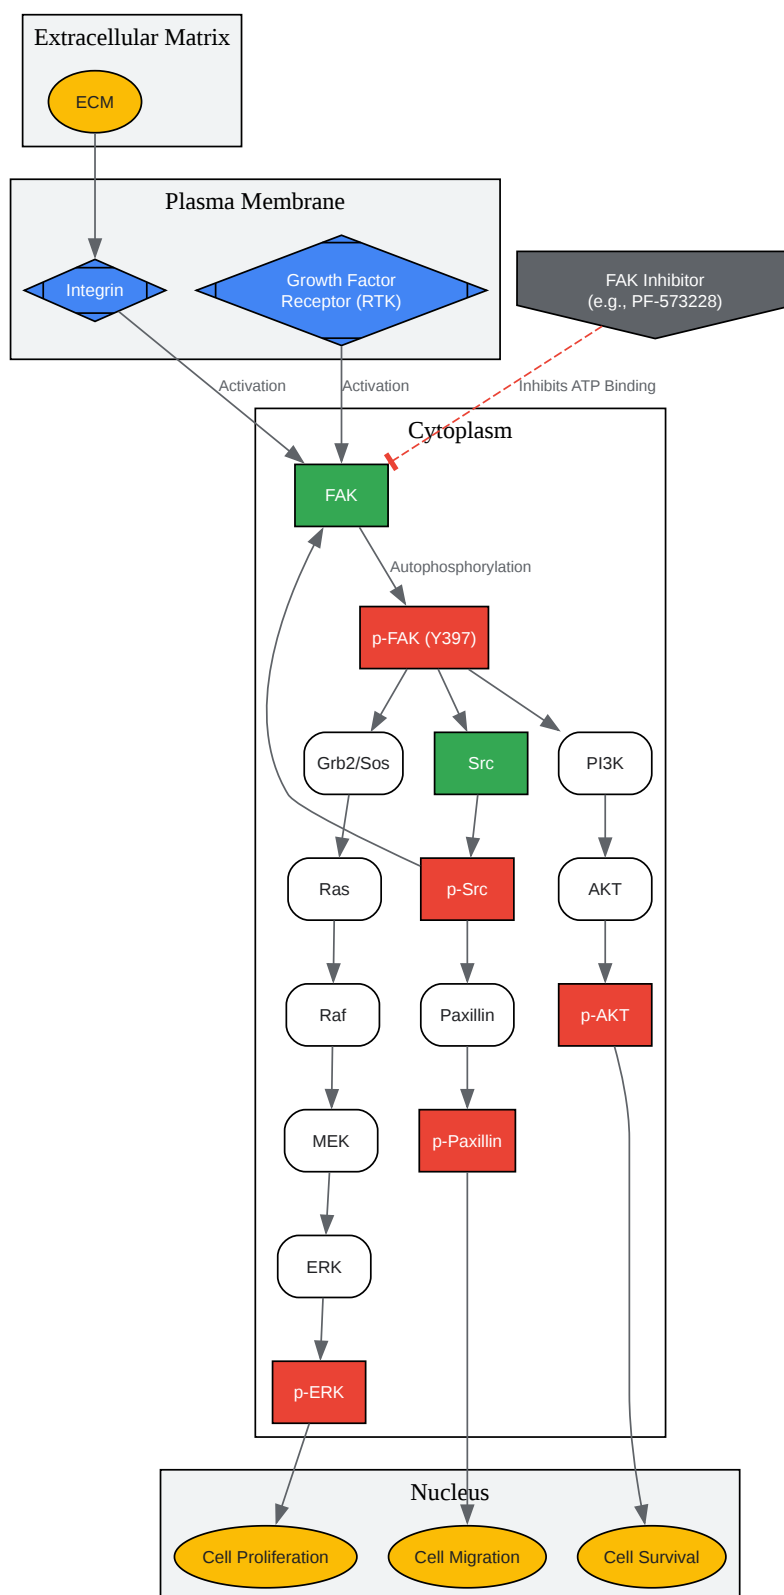 Extracellular Matrix
ECM
Plasma Membrane
Integrin
Growth Factor
Receptor (RTK)
FAK Inhibitor
(e.g., PF-573228)
Activation
Activation
Inhibits ATP Binding
Cytoplasm
FAK
Autophosphorylation
p-FAK (Y397)
Grb2/Sos
Src
PI3K
Ras
p-Src
AKT
Raf
Paxillin
p-AKT
MEK
p-Paxillin
ERK
p-ERK
Nucleus
Cell Proliferation
Cell Migration
Cell Survival